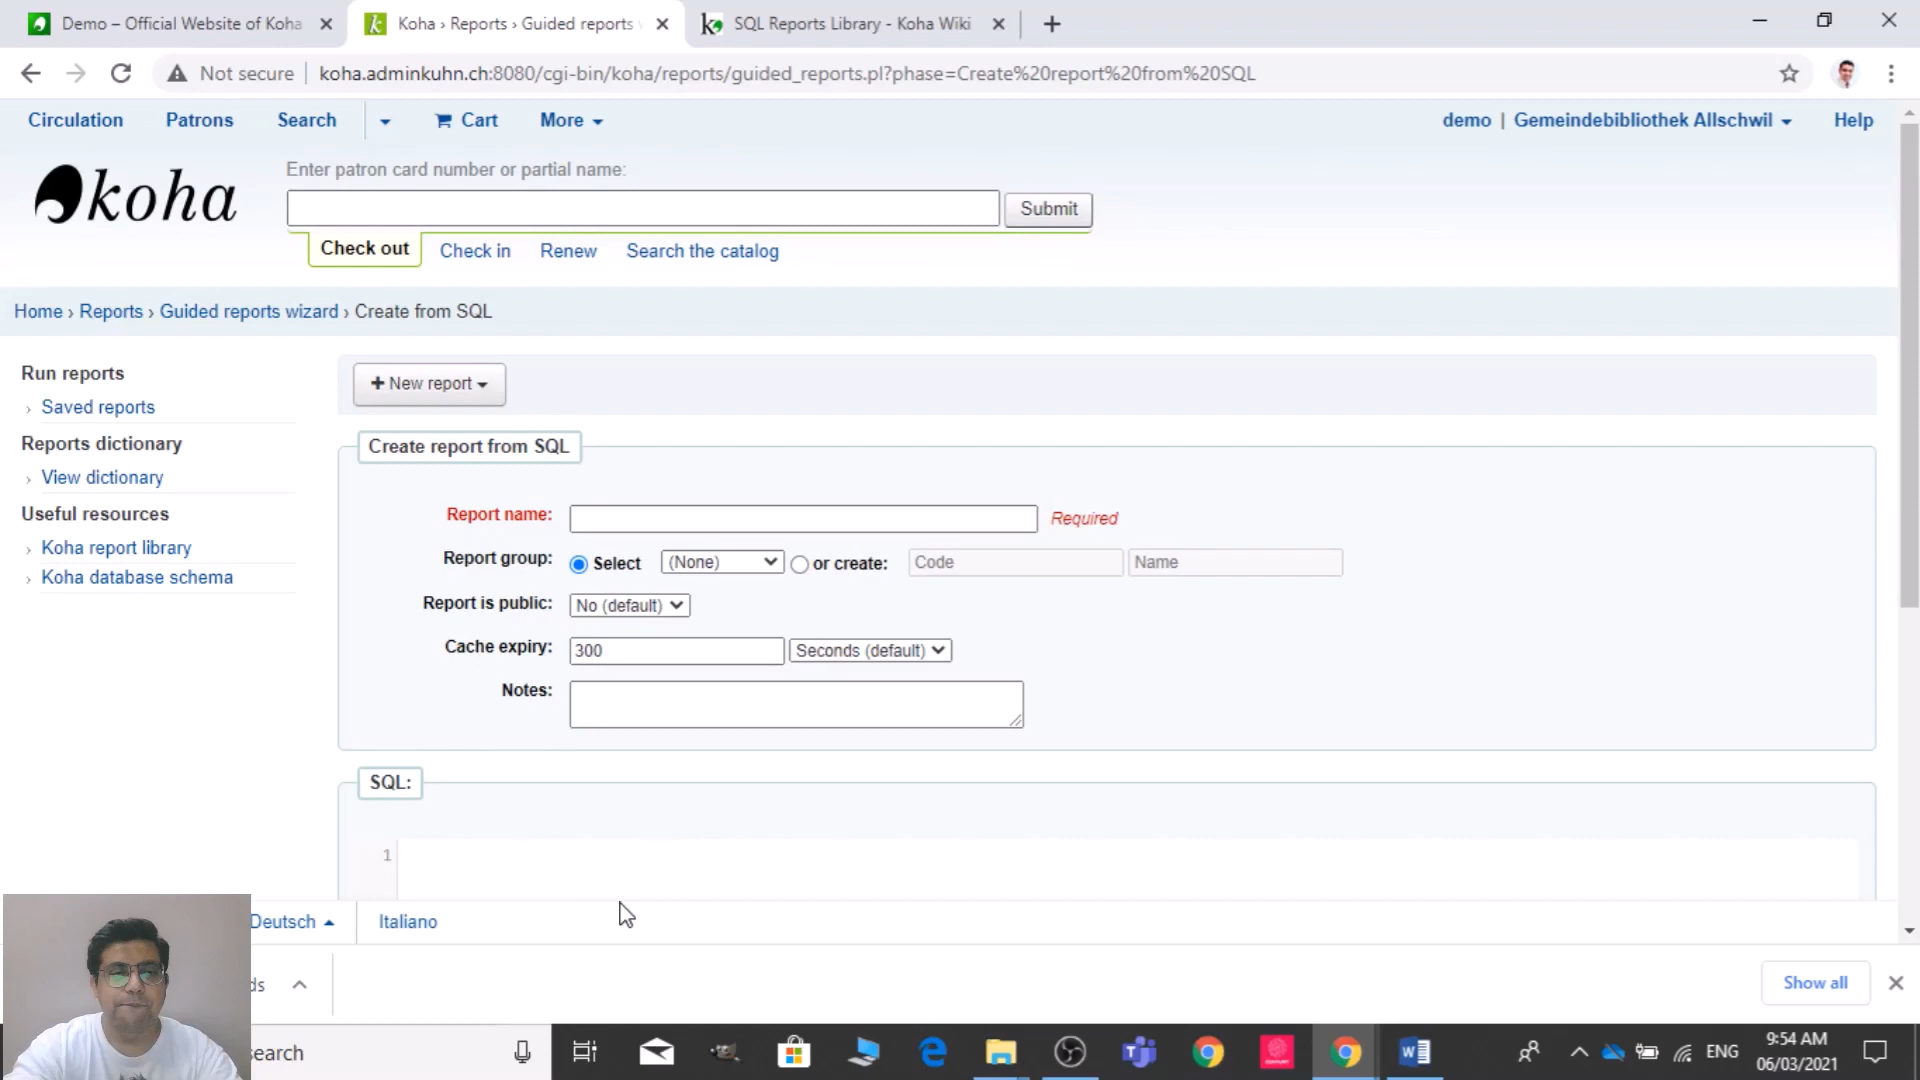 Demo – Official Website of Koha
Koha › Reports › Guided reports
SQL Reports Library - Koha Wiki
Not secure
koha.adminkuhn.ch:8080/cgi-bin/koha/reports/guided_reports.pl?phase=Create%20report%20from%20SQL
Circulation Patrons Search Cart More
demo | Gemeindebibliothek Allschwil Help
koha
Enter patron card number or partial name:
Submit
Check out Check in Renew Search the catalog
Home › Reports › Guided reports wizard › Create from SQL
Run reports
› Saved reports
Reports dictionary
› View dictionary
Useful resources
› Koha report library
› Koha database schema
+ New report
Create report from SQL
Report name: Required
Report group: Select (None) or create: Code Name
Report is public: No (default)
Cache expiry: 300 Seconds (default)
Notes:
SQL:
1
Deutsch Italiano
ds
Show all
search
ENG
9:54 AM
06/03/2021